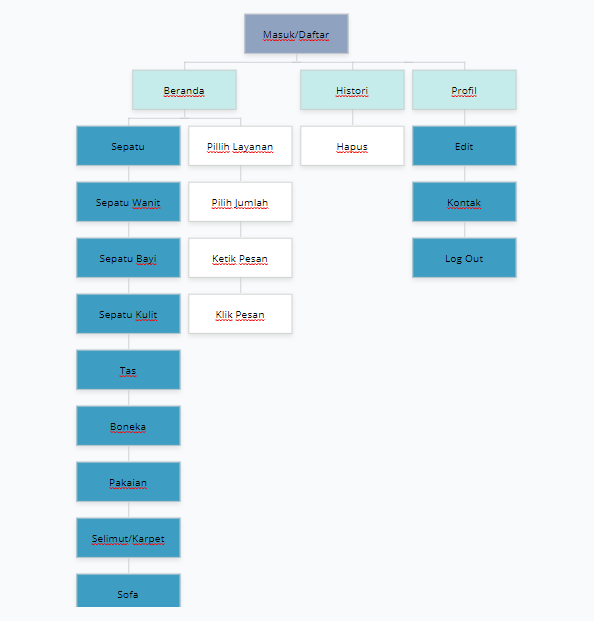 Masuk/Daftar
Beranda
Histori
Profil
Sepatu
Pillih Layanan
Hapus
Edit
Sepatu Wanit
Pilih Jumlah
Kontak
Sepatu Bayi
Ketik Pesan
Log Out
Sepatu Kulit
Klik Pesan
Tas
Boneka
Pakaian
Selimut/Karpet
Sofa